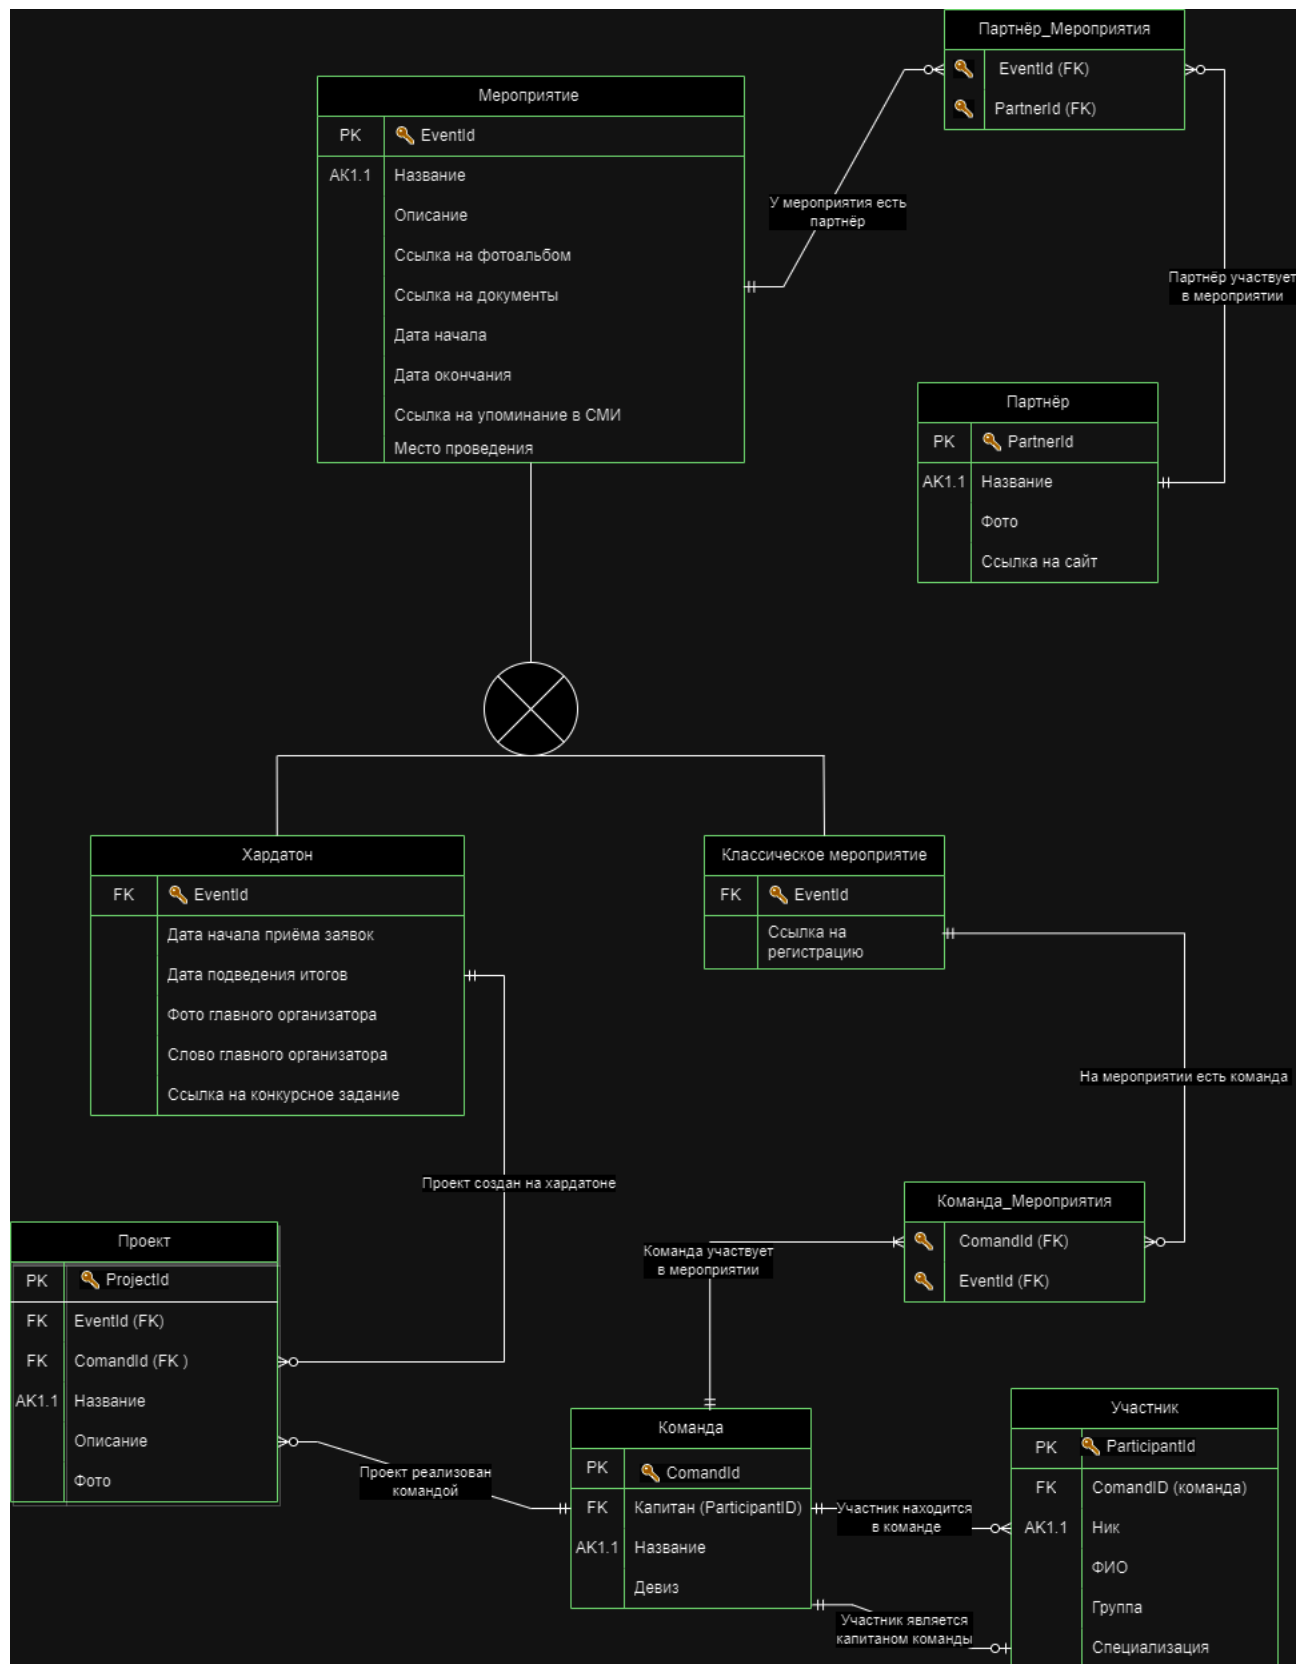 Партнёр_Мероприятия
EventId (FK)
PartnerId (FK)
Мероприятие
PK EventId
AK1.1 Название
Описание
Ссылка на фотоальбом
Ссылка на документы
Дата начала
Дата окончания
Ссылка на упоминание в СМИ
Место проведения
У мероприятия есть
партнёр
Партнёр участвует
в мероприятии
Партнёр
PK PartnerId
AK1.1 Название
Фото
Ссылка на сайт
Хардатон
FK EventId
Дата начала приёма заявок
Дата подведения итогов
Фото главного организатора
Слово главного организатора
Ссылка на конкурсное задание
Классическое мероприятие
FK EventId
Ссылка на
регистрацию
На мероприятии есть команда
Проект создан на хардатоне
Команда_Мероприятия
ComandId (FK)
EventId (FK)
Команда участвует
в мероприятии
Проект
PK ProjectId
FK EventId (FK)
FK ComandId (FK )
AK1.1 Название
Описание
Фото
Проект реализован
командой
Команда
PK ComandId
FK Капитан (ParticipantID)
AK1.1 Название
Девиз
Участник находится
в команде
Участник является
капитаном команды
Участник
PK ParticipantId
FK ComandID (команда)
AK1.1 Ник
ФИО
Группа
Специализация